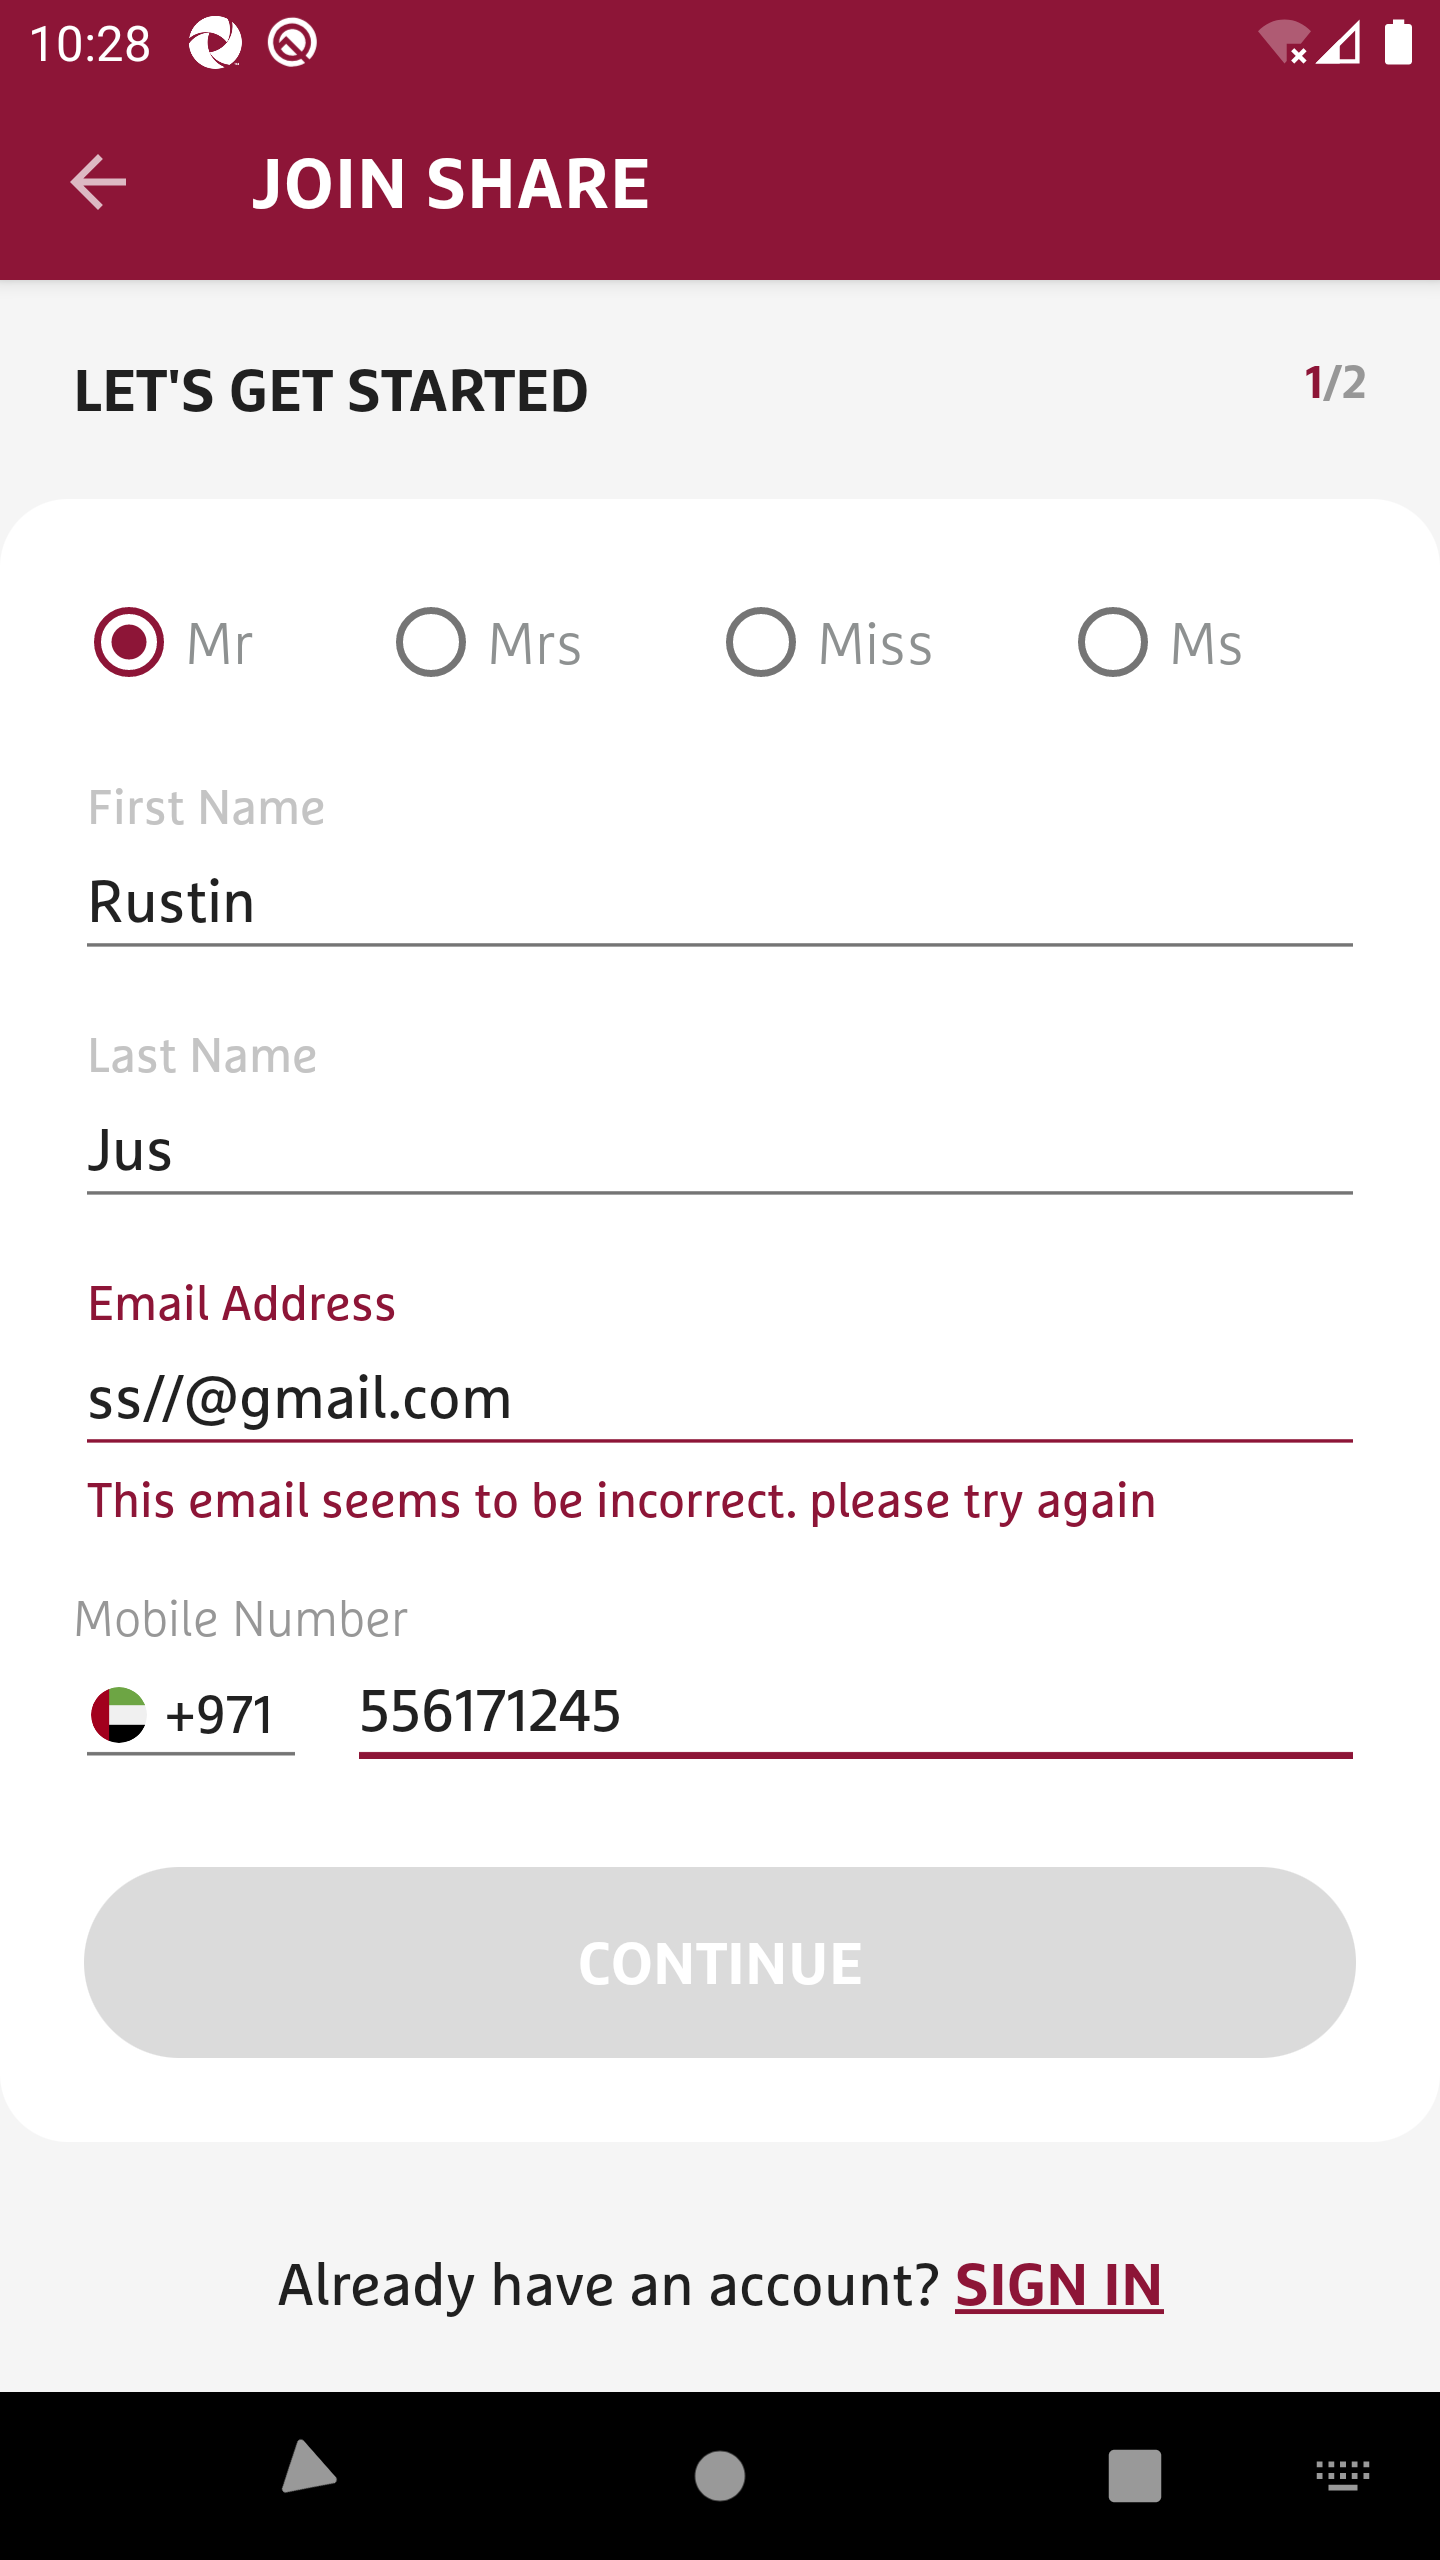 10:28
JOIN SHARE
LET'S GET STARTED
1/2
Mr Mrs Miss Ms
First Name
Rustin
Last Name
Jus
Email Address
ss//@gmail.com
This email seems to be incorrect. please try again
Mobile Number
+971 556171245
CONTINUE
Already have an account? SIGN IN